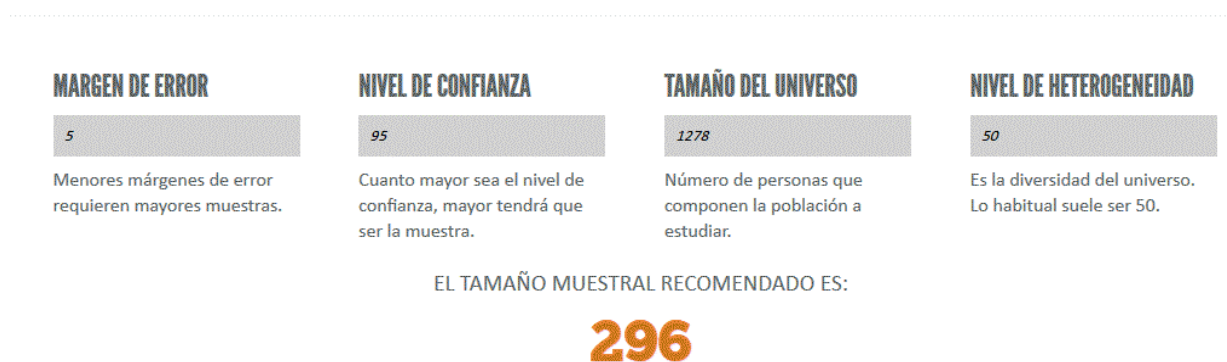 MARGEN DE ERROR
NIVEL DE CONFIANZA
TAMAÑO DEL UNIVERSO
NIVEL DE HETEROGENEIDAD
5
95
1278
50
Menores márgenes de error
requieren mayores muestras.
Cuanto mayor sea el nivel de
confianza, mayor tendrá que
ser la muestra.
Número de personas que
componen la población a
estudiar.
Es la diversidad del universo.
Lo habitual suele ser 50.
EL TAMAÑO MUESTRAL RECOMENDADO ES:
296